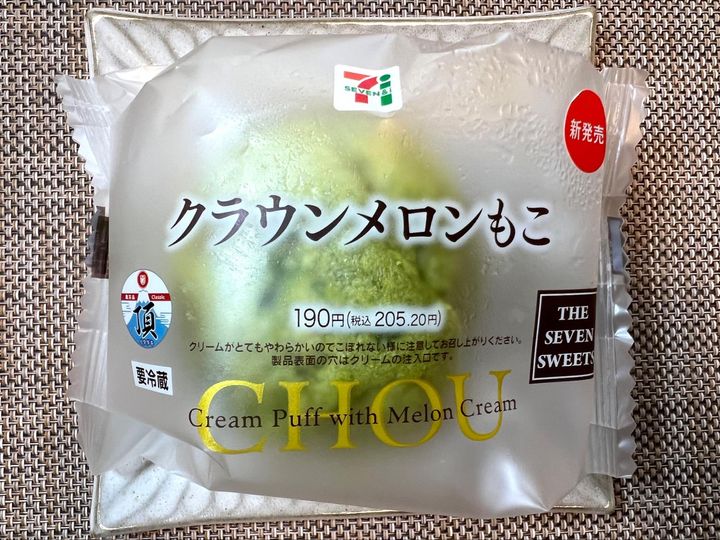 SEVEN & i
新発売
クラウンメロンもこ
190円(税込 205.20円)
クリームがとてもやわらかいのでこぼれない様に注意してお召し上がりください。
製品表面の穴はクリームの注入口です。
Classic
頂
要冷蔵
THE
SEVEN
SWEETS
CHOU
Cream Puff with Melon Cream